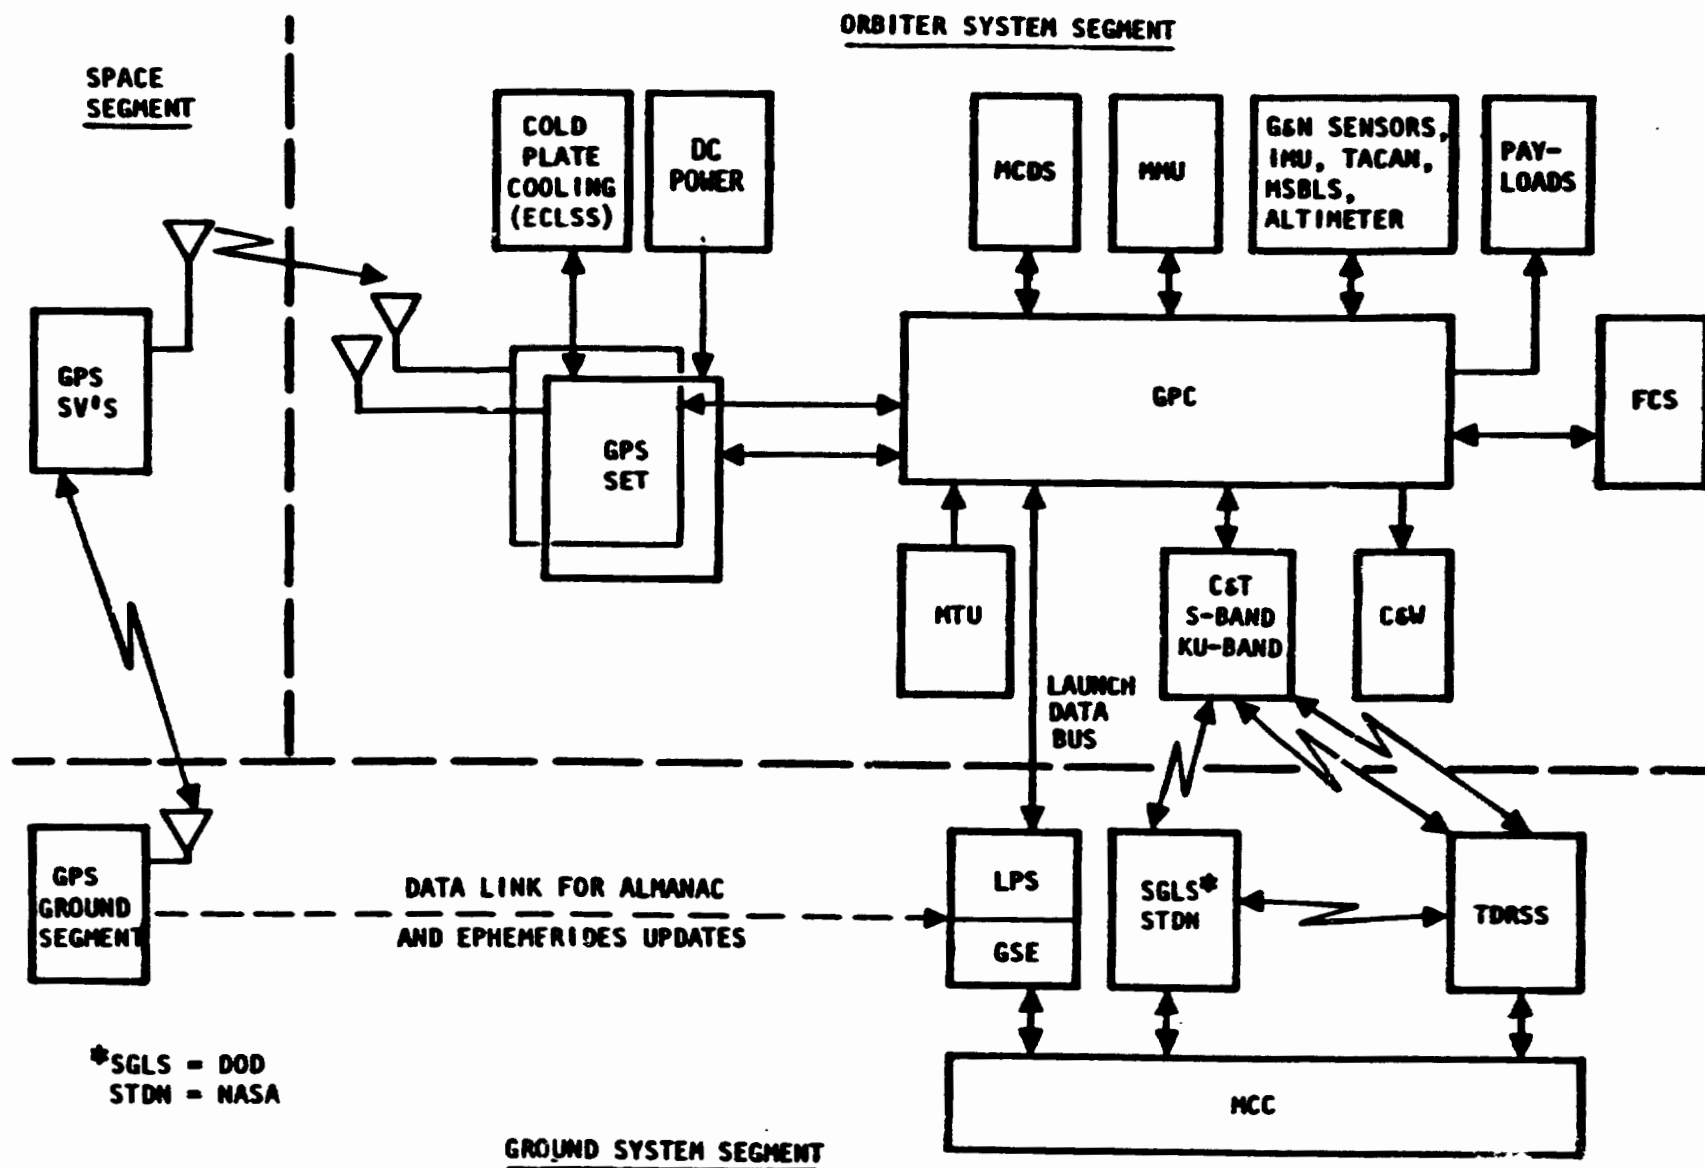 ORBITER SYSTEM SEGMENT
SPACE
SEGMENT
COLD
PLATE
COOLING
(ECLSS)
DC
POWER
MCDS
MMU
G&N SENSORS,
IMU, TACAN,
MSBLS,
ALTIMETER
PAY-
LOADS
GPS
SV'S
GPS
SET
GPC
FCS
MTU
LAUNCH
DATA
BUS
C&T
S-BAND
KU-BAND
C&W
GPS
GROUND
SEGMENT
DATA LINK FOR ALMANAC
AND EPHEMERIDES UPDATES
LPS
GSE
SGLS*
STDN
TDRSS
*SGLS = DOD
STDN = NASA
MCC
GROUND SYSTEM SEGMENT